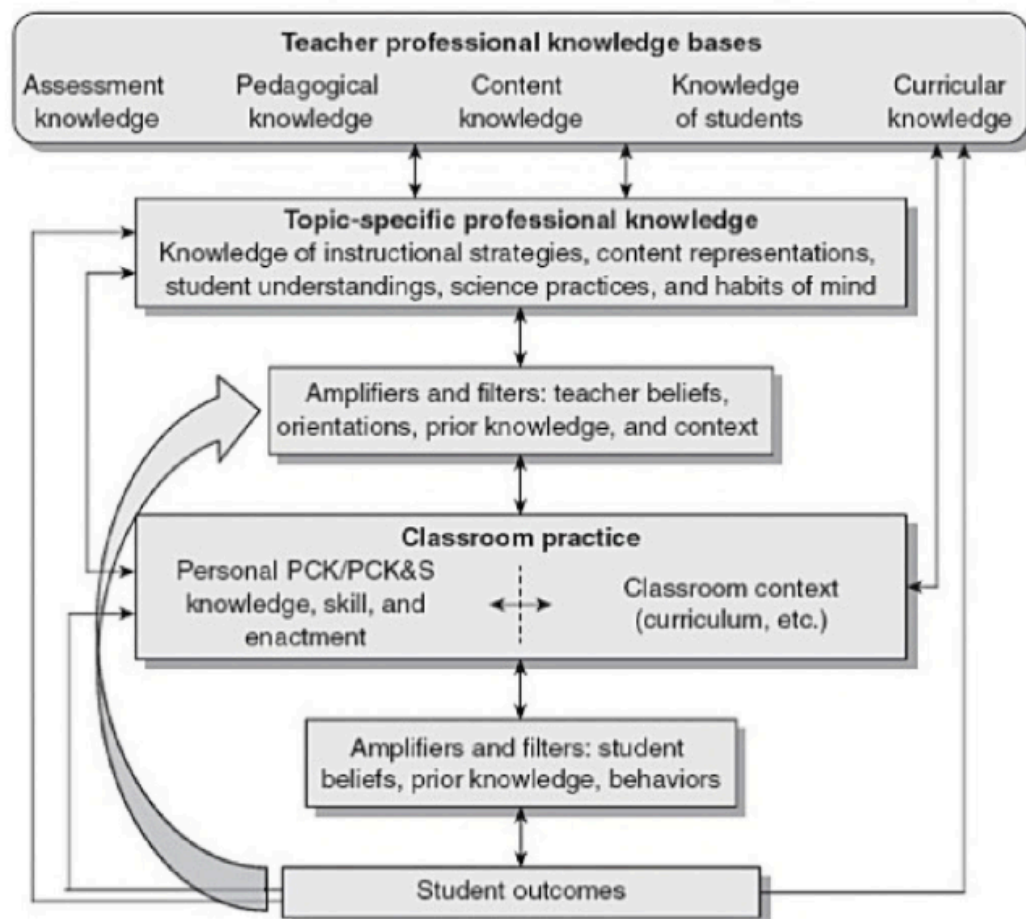 Teacher professional knowledge bases
Assessment knowledge
Pedagogical knowledge
Content knowledge
Knowledge of students
Curricular knowledge
Topic-specific professional knowledge
Knowledge of instructional strategies, content representations,
student understandings, science practices, and habits of mind
Amplifiers and filters: teacher beliefs,
orientations, prior knowledge, and context
Classroom practice
Personal PCK/PCK&S
knowledge, skill, and
enactment
Classroom context
(curriculum, etc.)
Amplifiers and filters: student
beliefs, prior knowledge, behaviors
Student outcomes